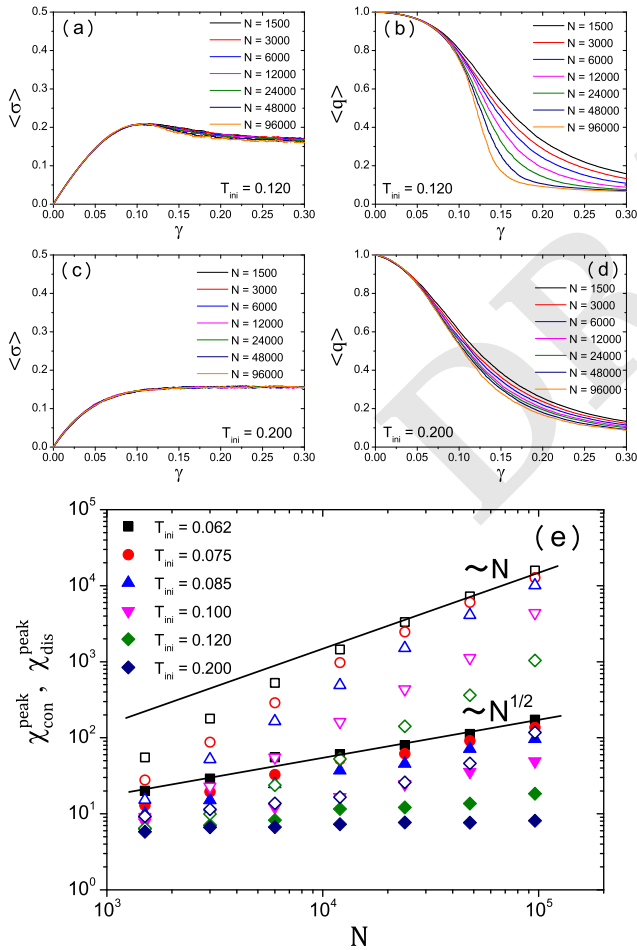 (a)
N = 1500
N = 3000
N = 6000
N = 12000
N = 24000
N = 48000
N = 96000
T_ini = 0.120
<σ>
0.5
0.4
0.3
0.2
0.1
0.0
0.00 0.05 0.10 0.15 0.20 0.25 0.30
γ
(b)
N = 1500
N = 3000
N = 6000
N = 12000
N = 24000
N = 48000
N = 96000
T_ini = 0.120
<q>
1.0
0.8
0.6
0.4
0.2
0.0
0.00 0.05 0.10 0.15 0.20 0.25 0.30
γ
(c)
N = 1500
N = 3000
N = 6000
N = 12000
N = 24000
N = 48000
N = 96000
T_ini = 0.200
<σ>
0.5
0.4
0.3
0.2
0.1
0.0
0.00 0.05 0.10 0.15 0.20 0.25 0.30
γ
(d)
N = 1500
N = 3000
N = 6000
N = 12000
N = 24000
N = 48000
N = 96000
T_ini = 0.200
<q>
1.0
0.8
0.6
0.4
0.2
0.0
0.00 0.05 0.10 0.15 0.20 0.25 0.30
γ
(e)
T_ini = 0.062
T_ini = 0.075
T_ini = 0.085
T_ini = 0.100
T_ini = 0.120
T_ini = 0.200
~N
~N^1/2
χ_con^peak, χ_dis^peak
10^5
10^4
10^3
10^2
10^1
10^0
10^3 10^4 10^5
N
DR